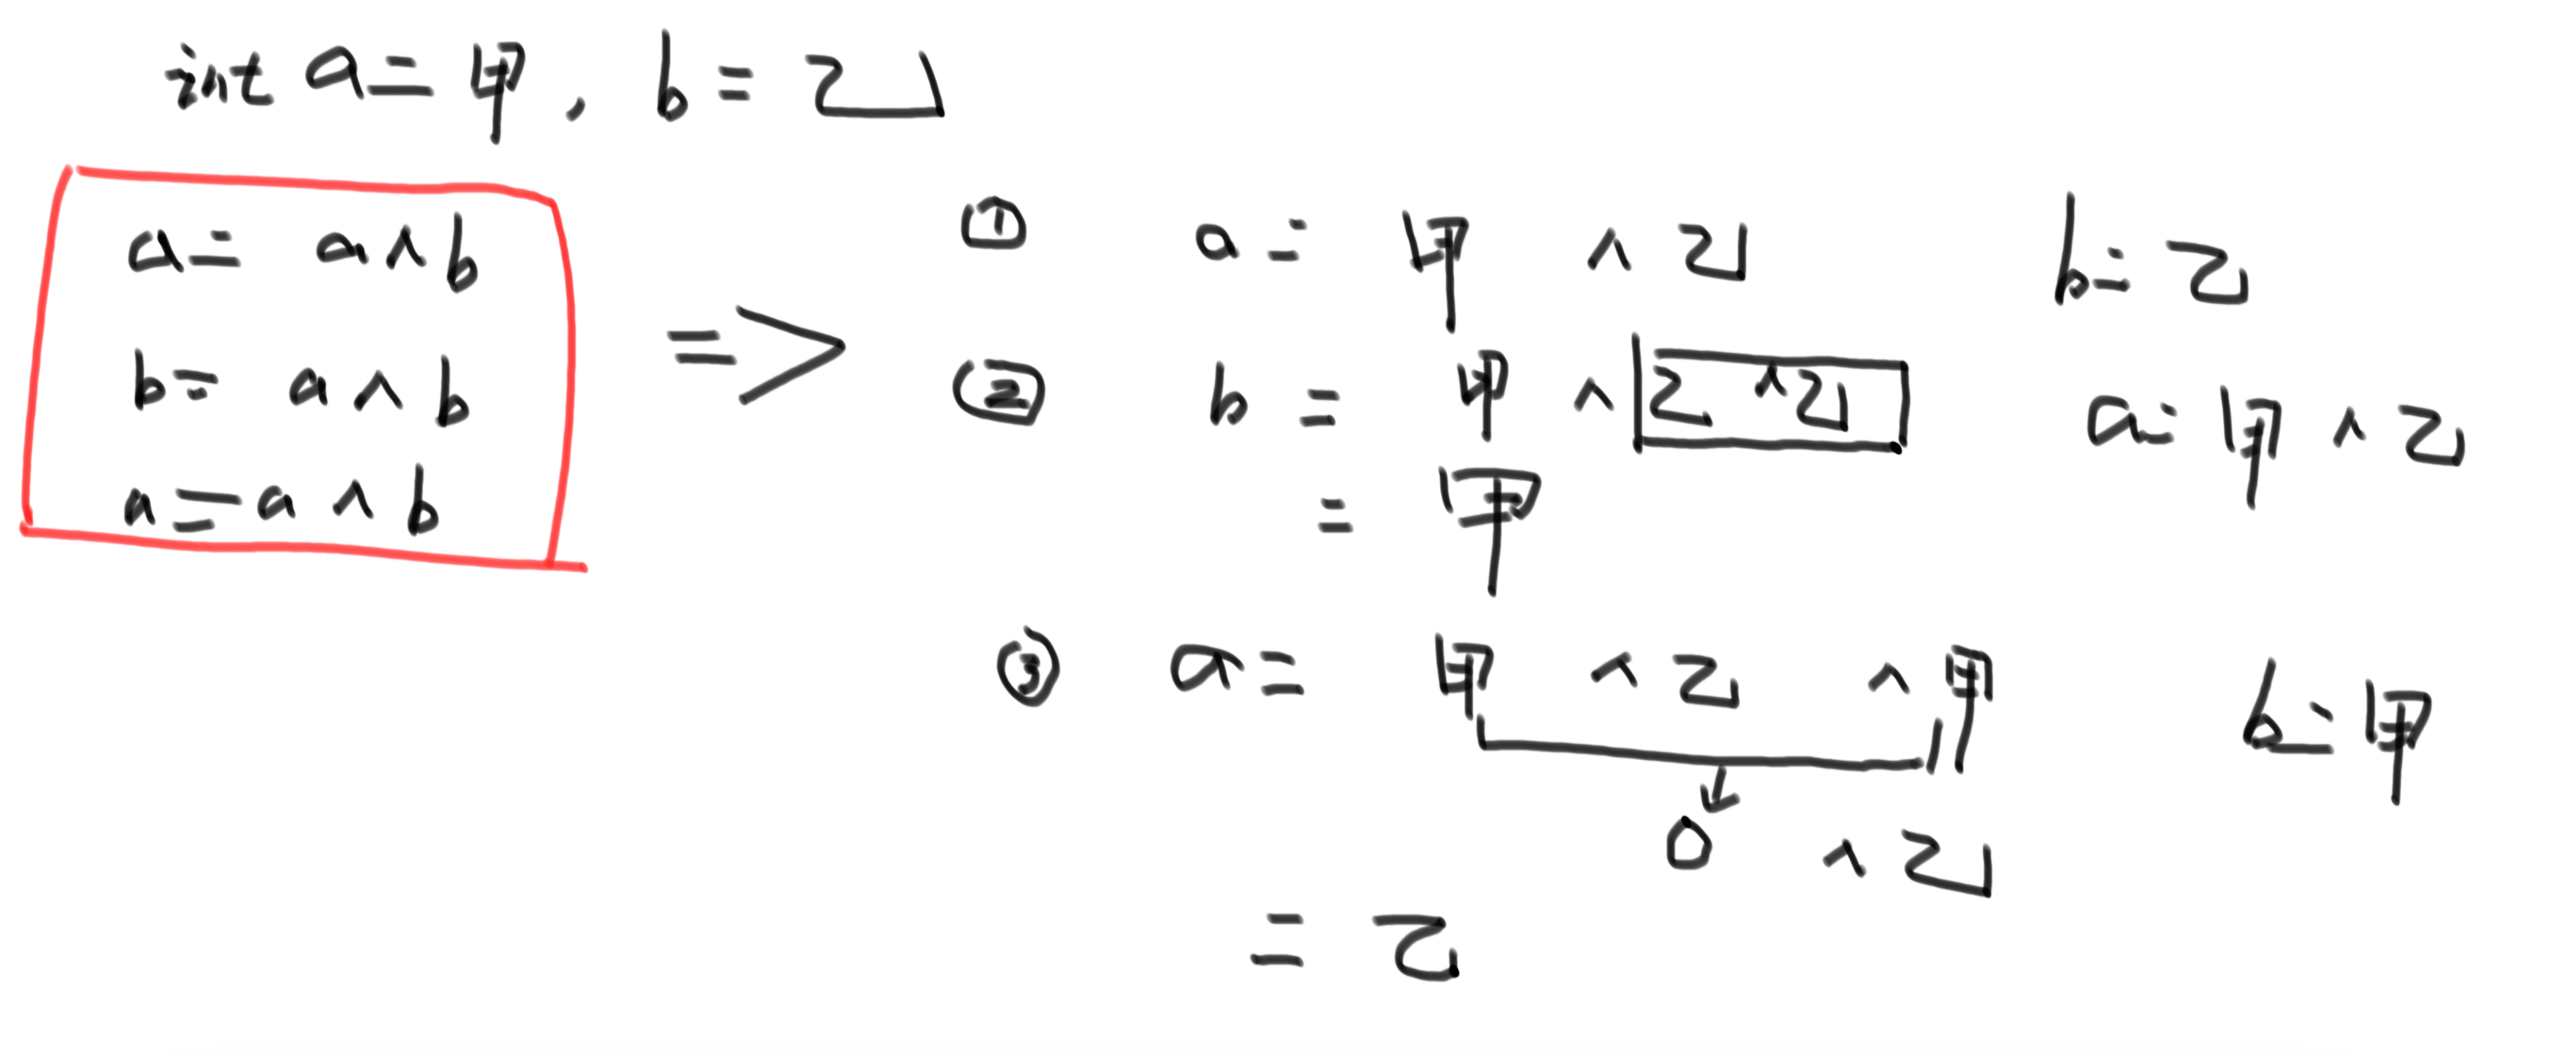 int a = 甲, b = 乙
a = a ^ b
b = a ^ b
a = a ^ b
=>
① a = 甲 ^ 乙 b = 乙
② b = 甲 ^ 乙 ^ 乙 a = 甲 ^ 乙
= 甲
③ a = 甲 ^ 乙 ^ 甲 b = 甲
0 ^ 乙
= 乙